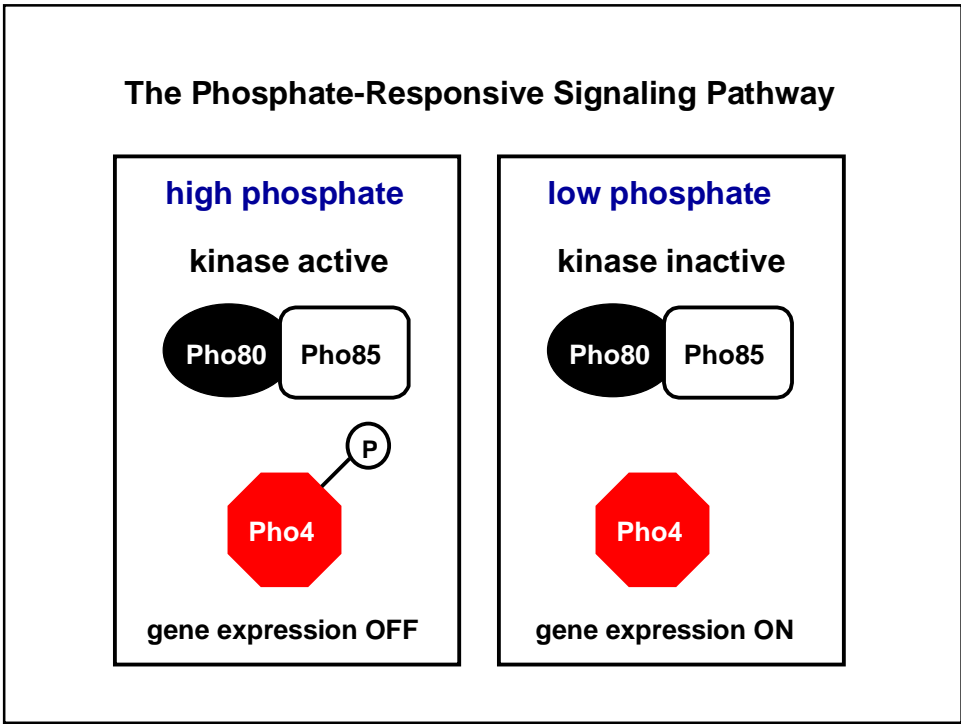 The Phosphate-Responsive Signaling Pathway
high phosphate
kinase active
Pho80
Pho85
P
Pho4
gene expression OFF
low phosphate
kinase inactive
Pho80
Pho85
Pho4
gene expression ON